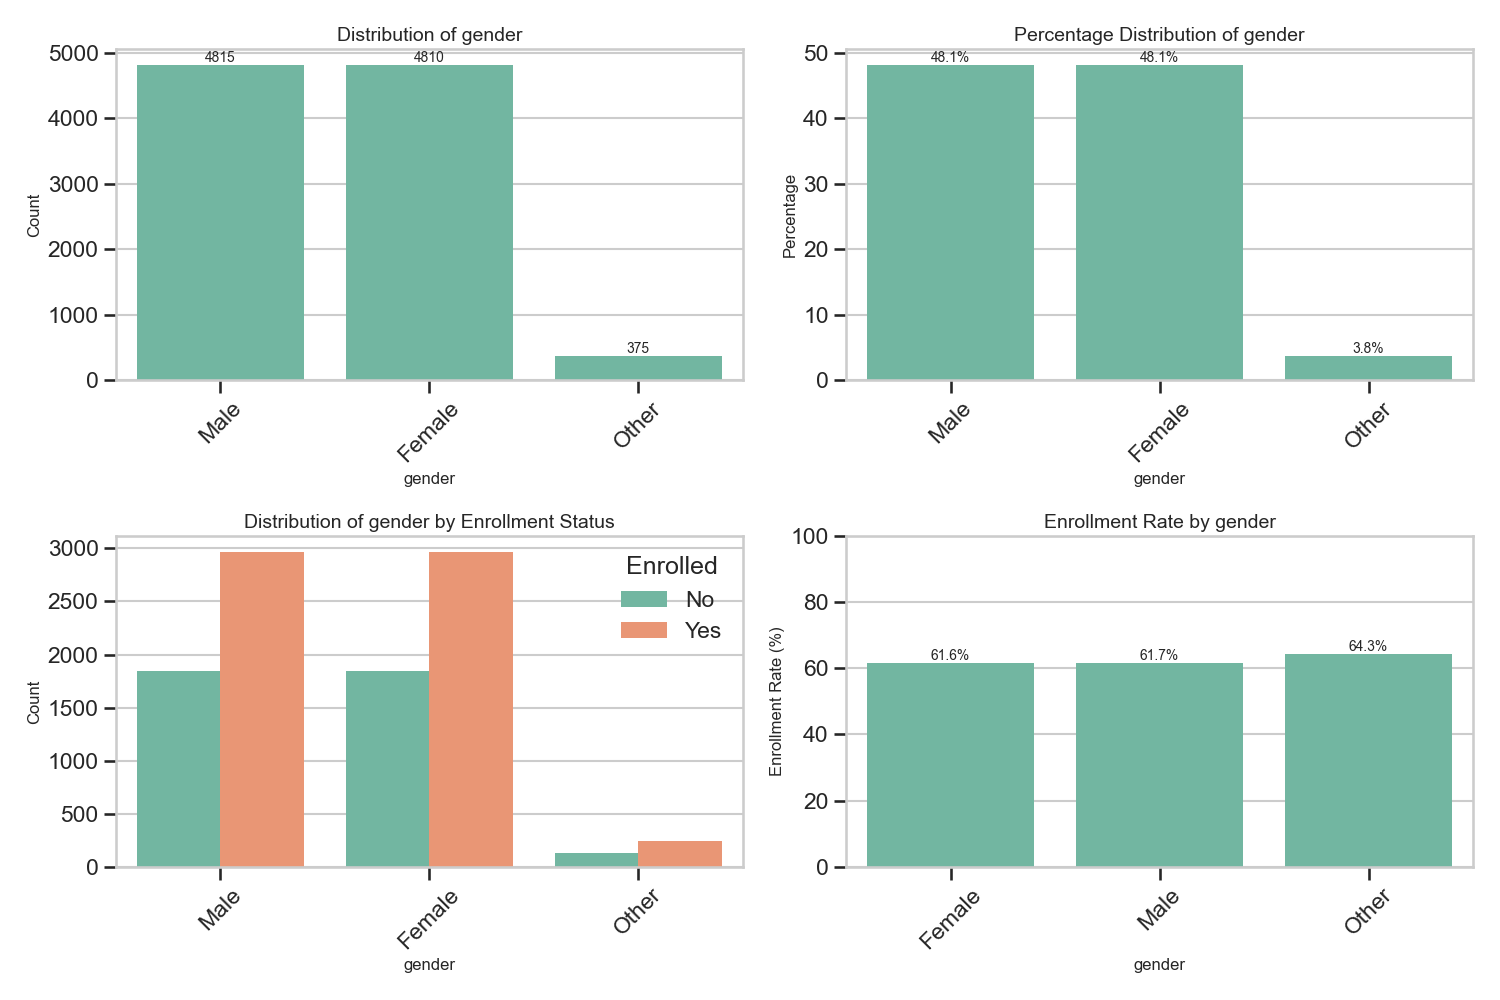 Distribution of gender
5000
4000
3000
2000
1000
0
Count
4815
4810
375
Male
Female
Other
gender
Percentage Distribution of gender
50
40
30
20
10
0
Percentage
48.1%
48.1%
3.8%
Male
Female
Other
gender
Distribution of gender by Enrollment Status
3000
2500
2000
1500
1000
500
0
Count
Enrolled
No
Yes
Male
Female
Other
gender
Enrollment Rate by gender
100
80
60
40
20
0
Enrollment Rate (%)
61.6%
61.7%
64.3%
Female
Male
Other
gender